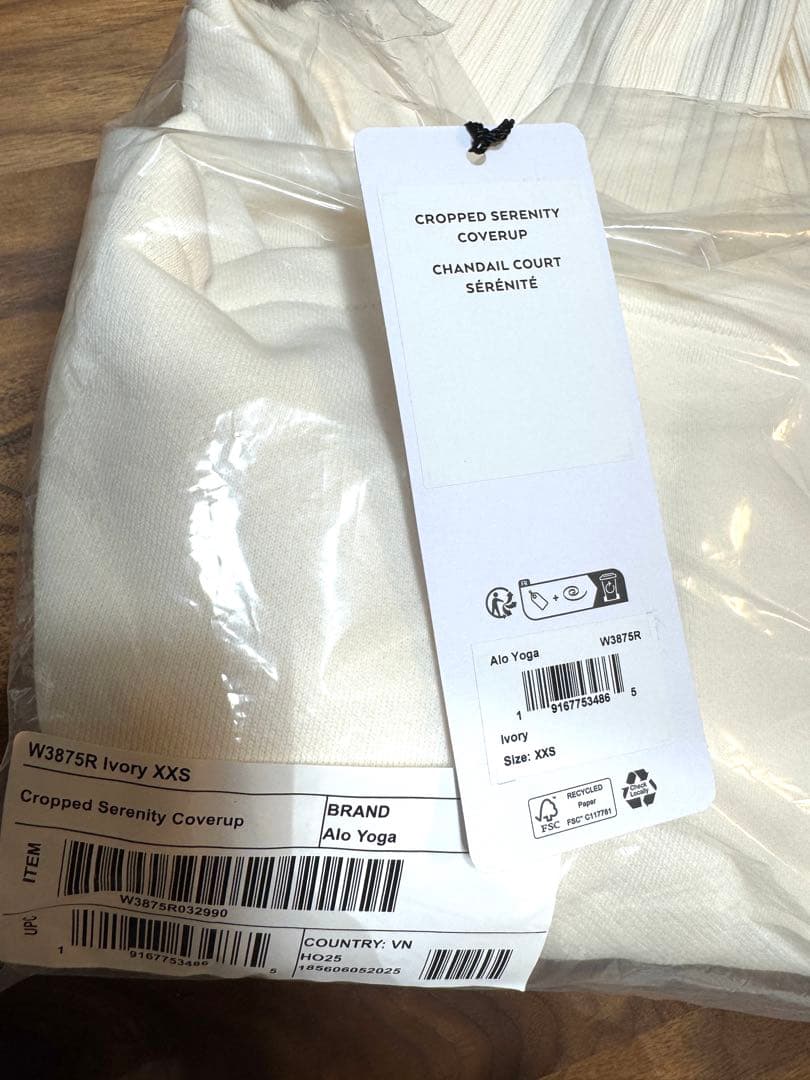 CROPPED SERENITY
COVERUP
CHANDAIL COURT
SÉRÉNITÉ
FR
+
Alo Yoga W3875R
1 9167753486 5
Ivory
Size: XXS
FSC
RECYCLED
Paper
FSC® C117761
Check
Locally
W3875R Ivory XXS
Cropped Serenity Coverup
BRAND
Alo Yoga
ITEM
W3875R032990
UPC
1 9167753486 5
COUNTRY: VN
HO25
185606052025